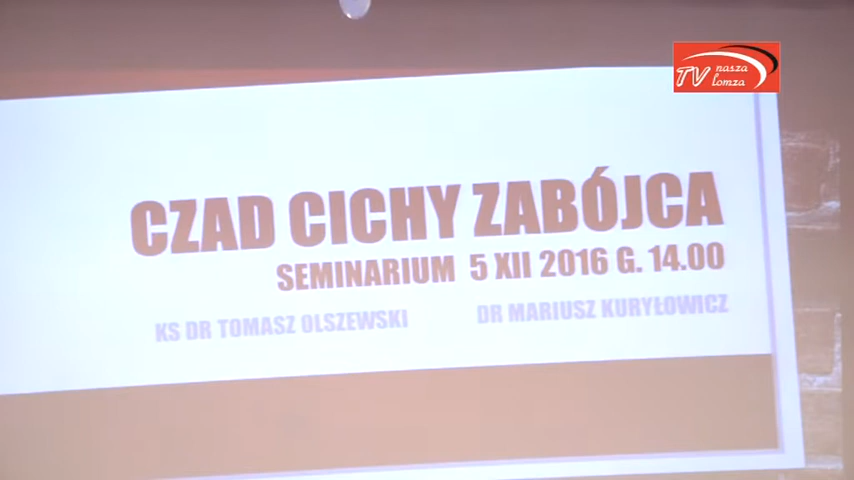 TV nasza
łomża
CZAD CICHY ZABÓJCA
SEMINARIUM 5 XII 2016 G. 14.00
KS DR TOMASZ OLSZEWSKI DR MARIUSZ KURYŁOWICZ